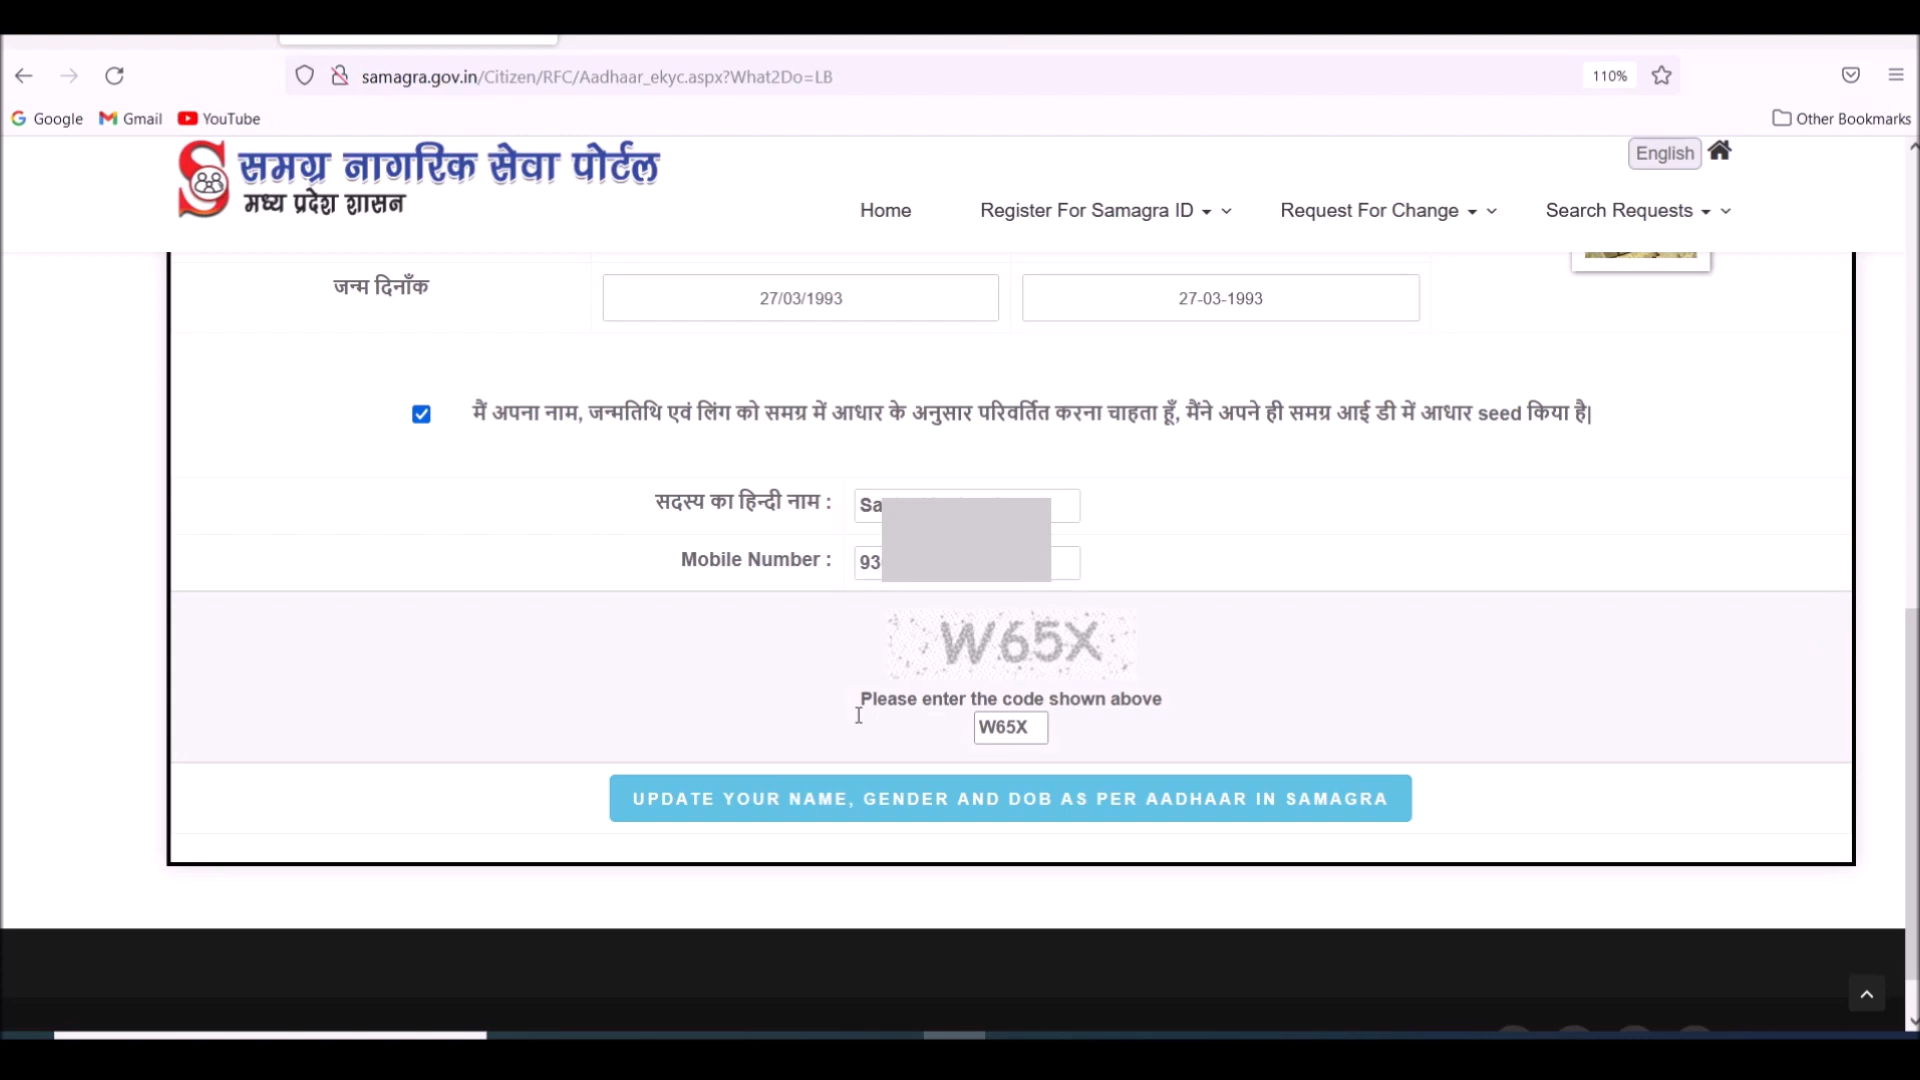 samagra.gov.in/Citizen/RFC/Aadhaar_ekyc.aspx?What2Do=LB
110%
Google Gmail YouTube
Other Bookmarks
समग्र नागरिक सेवा पोर्टल
मध्य प्रदेश शासन
English
Home Register For Samagra ID Request For Change Search Requests
जन्म दिनाँक
27/03/1993
27-03-1993
मैं अपना नाम, जन्मतिथि एवं लिंग को समग्र में आधार के अनुसार परिवर्तित करना चाहता हूँ, मैंने अपने ही समग्र आई डी में आधार seed किया है|
सदस्य का हिन्दी नाम : Sa
Mobile Number : 93
W65X
Please enter the code shown above
W65X
UPDATE YOUR NAME, GENDER AND DOB AS PER AADHAAR IN SAMAGRA